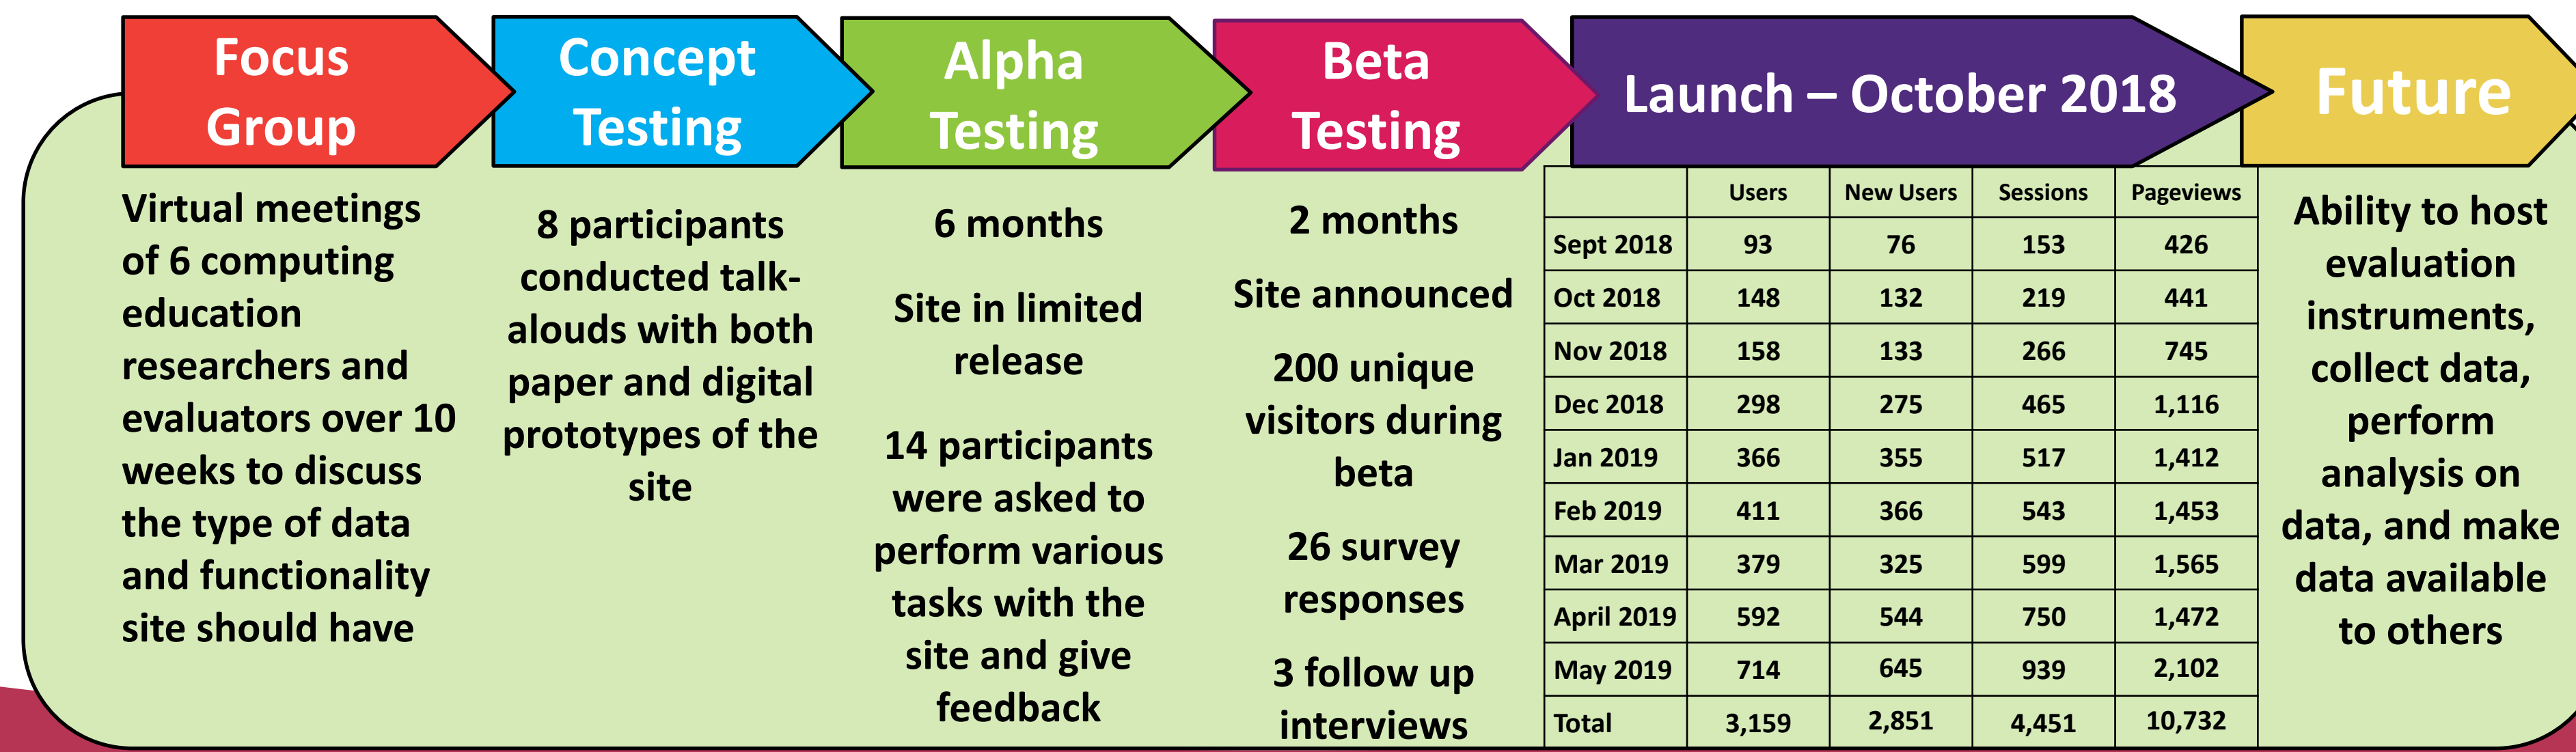 Focus
Group
Concept
Testing
Alpha
Testing
Beta
Testing
Launch – October 2018
Future
Virtual meetings
of 6 computing
education
researchers and
evaluators over 10
weeks to discuss
the type of data
and functionality
site should have
8 participants
conducted talk-
alouds with both
paper and digital
prototypes of the
site
6 months
Site in limited
release
14 participants
were asked to
perform various
tasks with the
site and give
feedback
2 months
Site announced
200 unique
visitors during
beta
26 survey
responses
3 follow up
interviews
Users New Users Sessions Pageviews
Sept 2018 93 76 153 426
Oct 2018 148 132 219 441
Nov 2018 158 133 266 745
Dec 2018 298 275 465 1,116
Jan 2019 366 355 517 1,412
Feb 2019 411 366 543 1,453
Mar 2019 379 325 599 1,565
April 2019 592 544 750 1,472
May 2019 714 645 939 2,102
Total 3,159 2,851 4,451 10,732
Ability to host
evaluation
instruments,
collect data,
perform
analysis on
data, and make
data available
to others